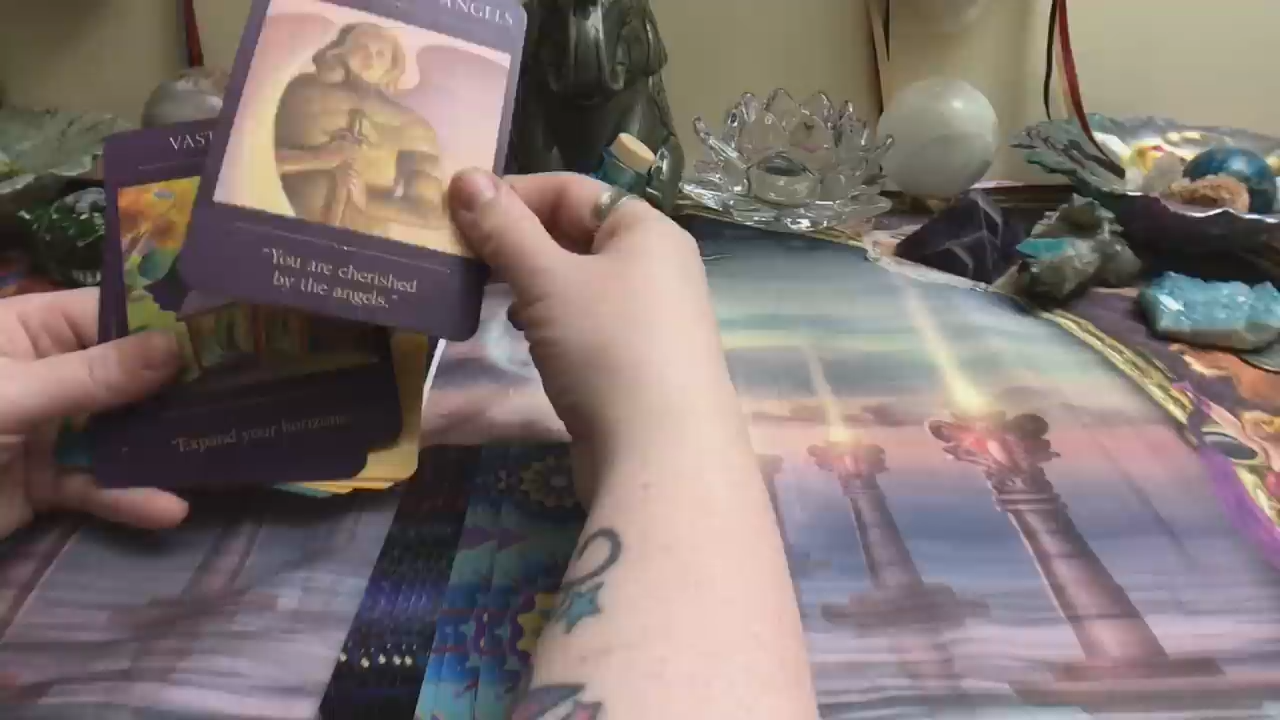 ANGELS
VAST
"You are cherished
by the angels."
"Expand your horizons